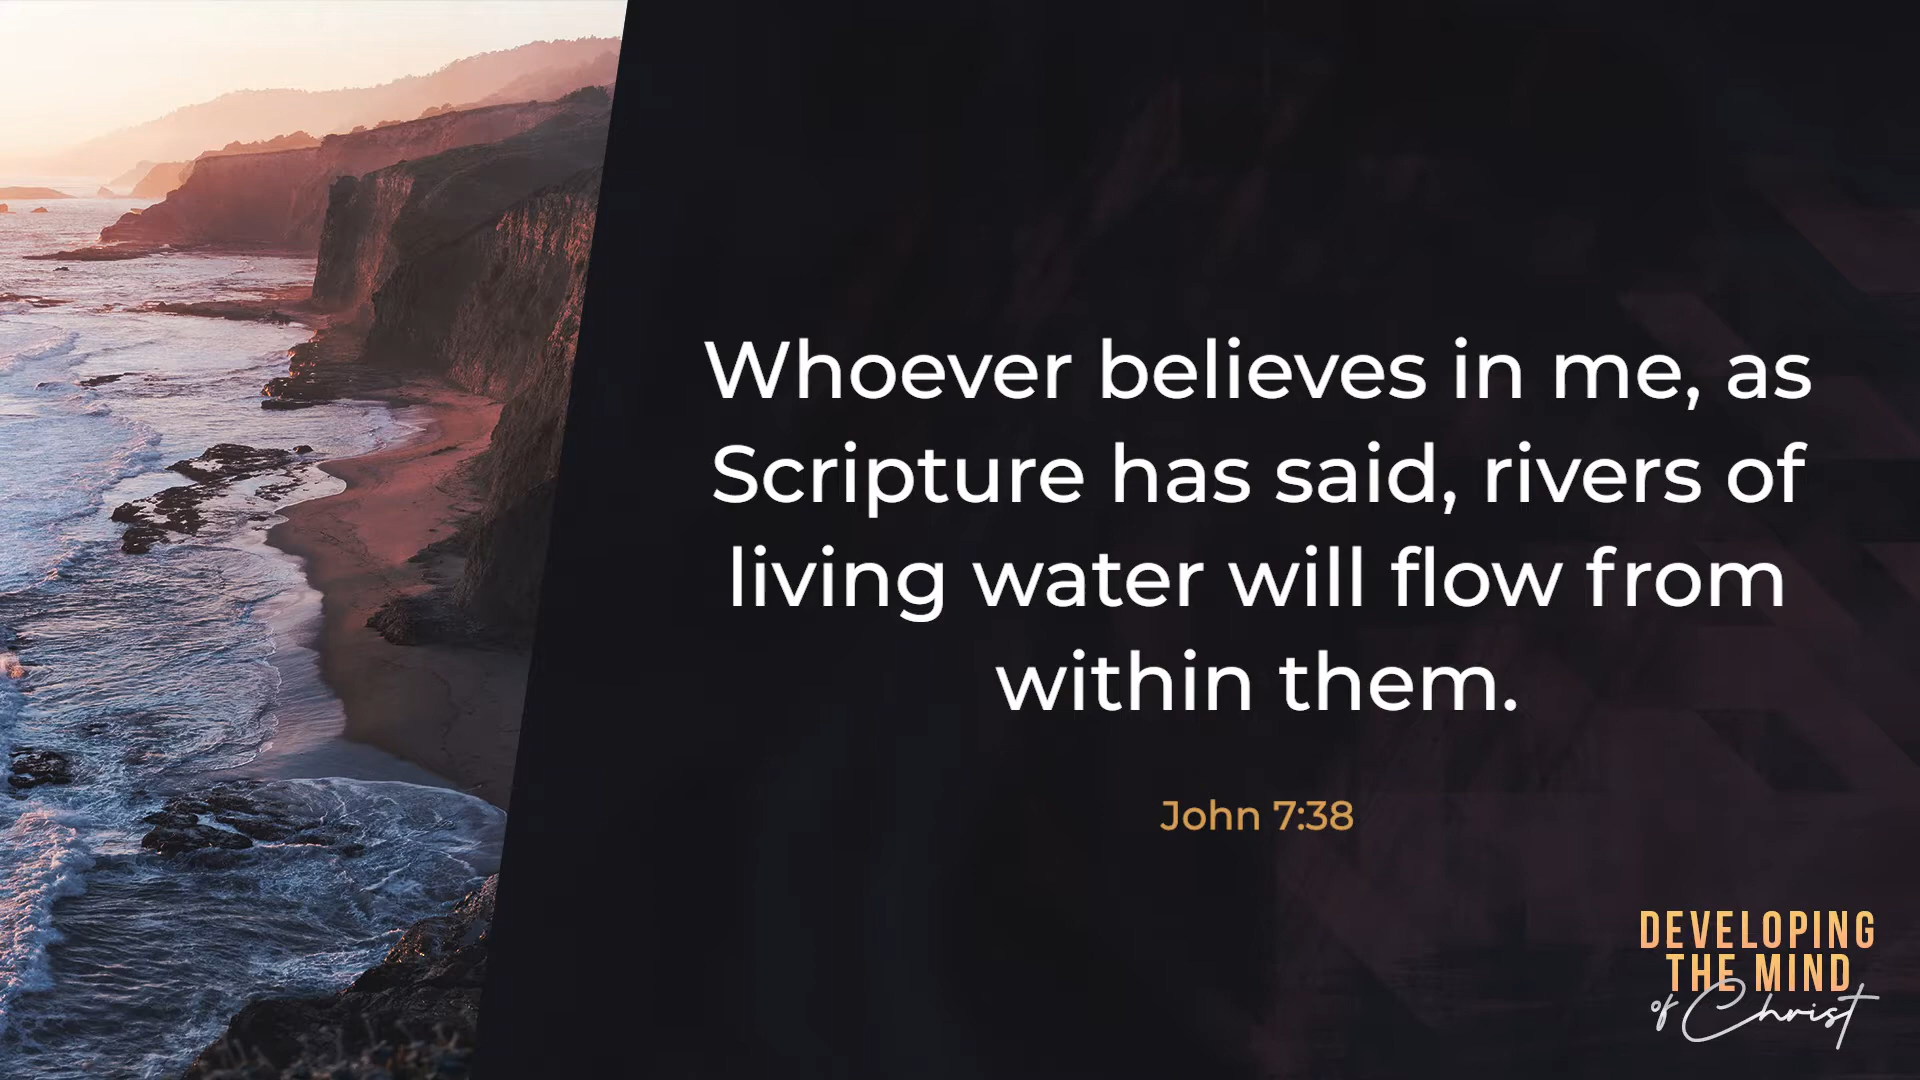 Whoever believes in me, as
Scripture has said, rivers of
living water will flow from
within them.
John 7:38
DEVELOPING
THE MIND
of Christ